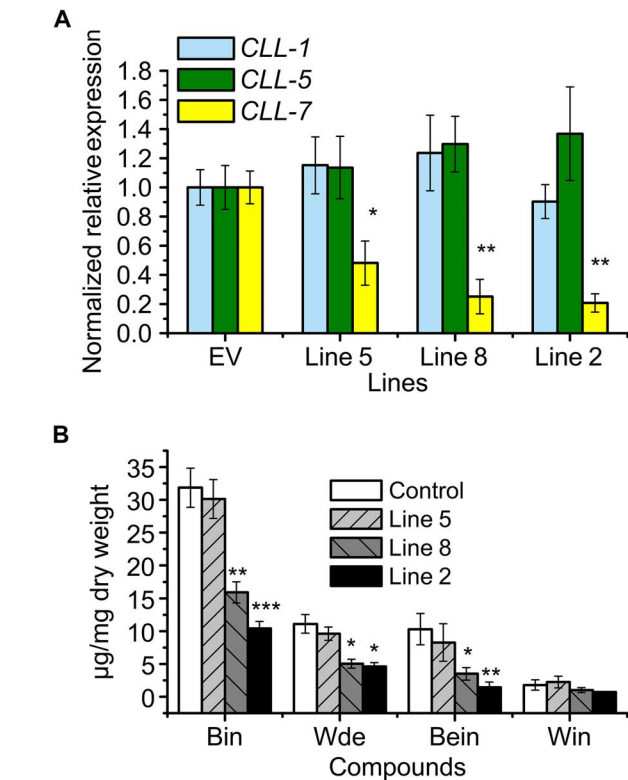 A
CLL-1
CLL-5
CLL-7
Normalized relative expression
1.8
1.6
1.4
1.2
1.0
0.8
0.6
0.4
0.2
0.0
*
**
**
EV Line 5 Line 8 Line 2
Lines
B
µg/mg dry weight
35
30
25
20
15
10
5
0
Control
Line 5
Line 8
Line 2
**
***
* *
*
**
Bin Wde Bein Win
Compounds